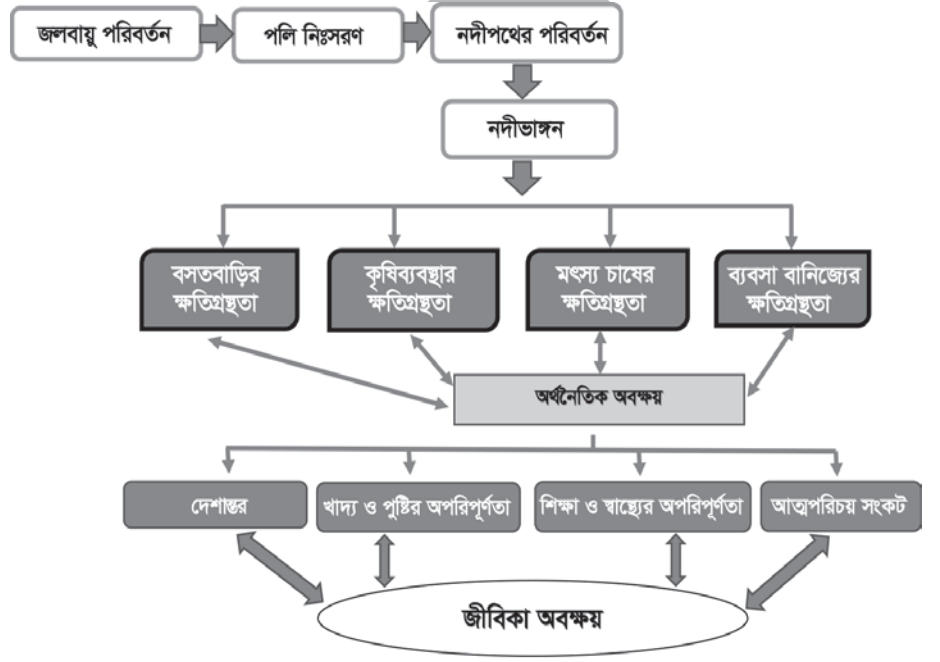 জলবায়ু পরিবর্তন
পলি নিঃসরণ
নদীপথের পরিবর্তন
নদীভাঙ্গন
বসতবাড়ির
ক্ষতিগ্রস্থতা
কৃষিব্যবস্থার
ক্ষতিগ্রস্থতা
মৎস্য চাষের
ক্ষতিগ্রস্থতা
ব্যবসা বানিজ্যের
ক্ষতিগ্রস্থতা
অর্থনৈতিক অবক্ষয়
দেশান্তর
খাদ্য ও পুষ্টির অপরিপূর্ণতা
শিক্ষা ও স্বাস্থ্যের অপরিপূর্ণতা
আত্মপরিচয় সংকট
জীবিকা অবক্ষয়